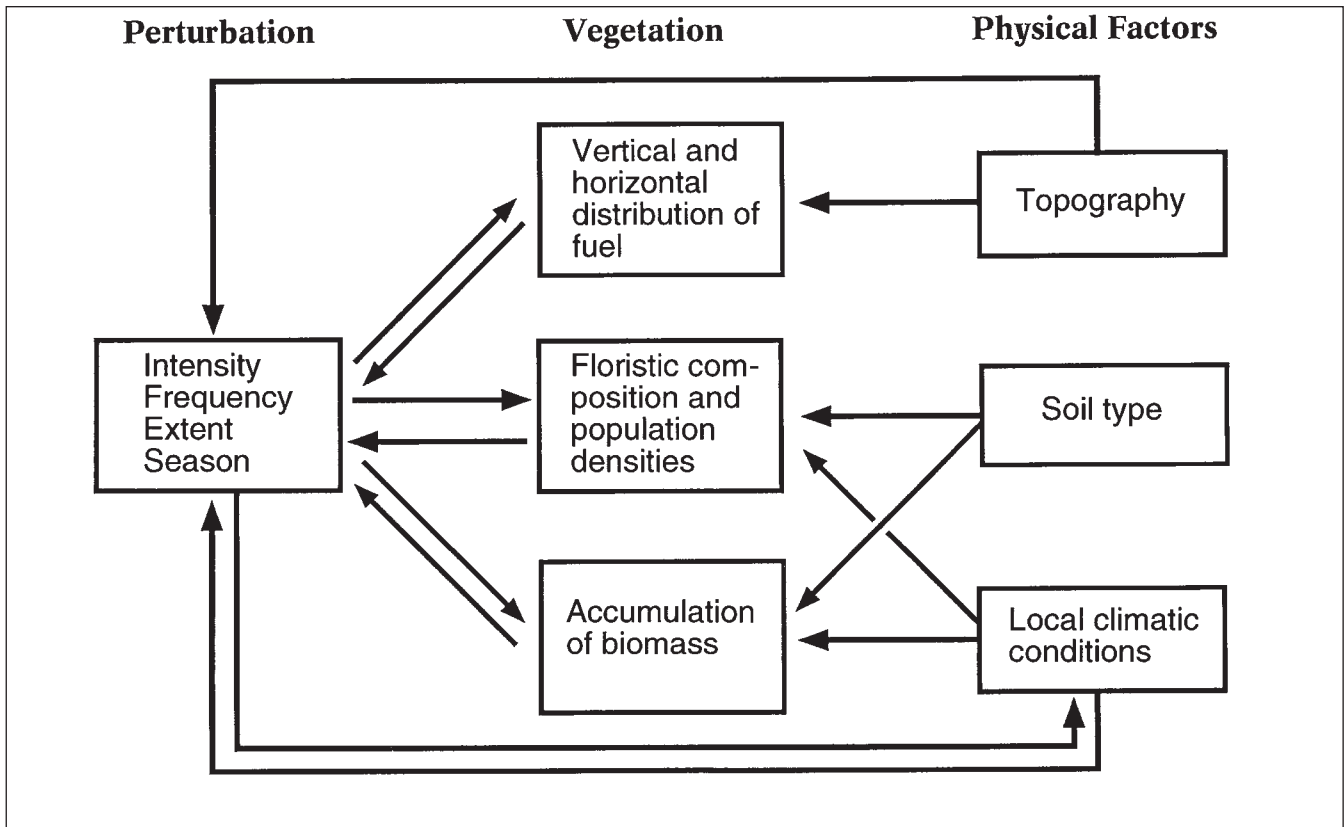 Perturbation
Vegetation
Physical Factors
Vertical and
horizontal
distribution of
fuel
Topography
Intensity
Frequency
Extent
Season
Floristic com-
position and
population
densities
Soil type
Accumulation
of biomass
Local climatic
conditions